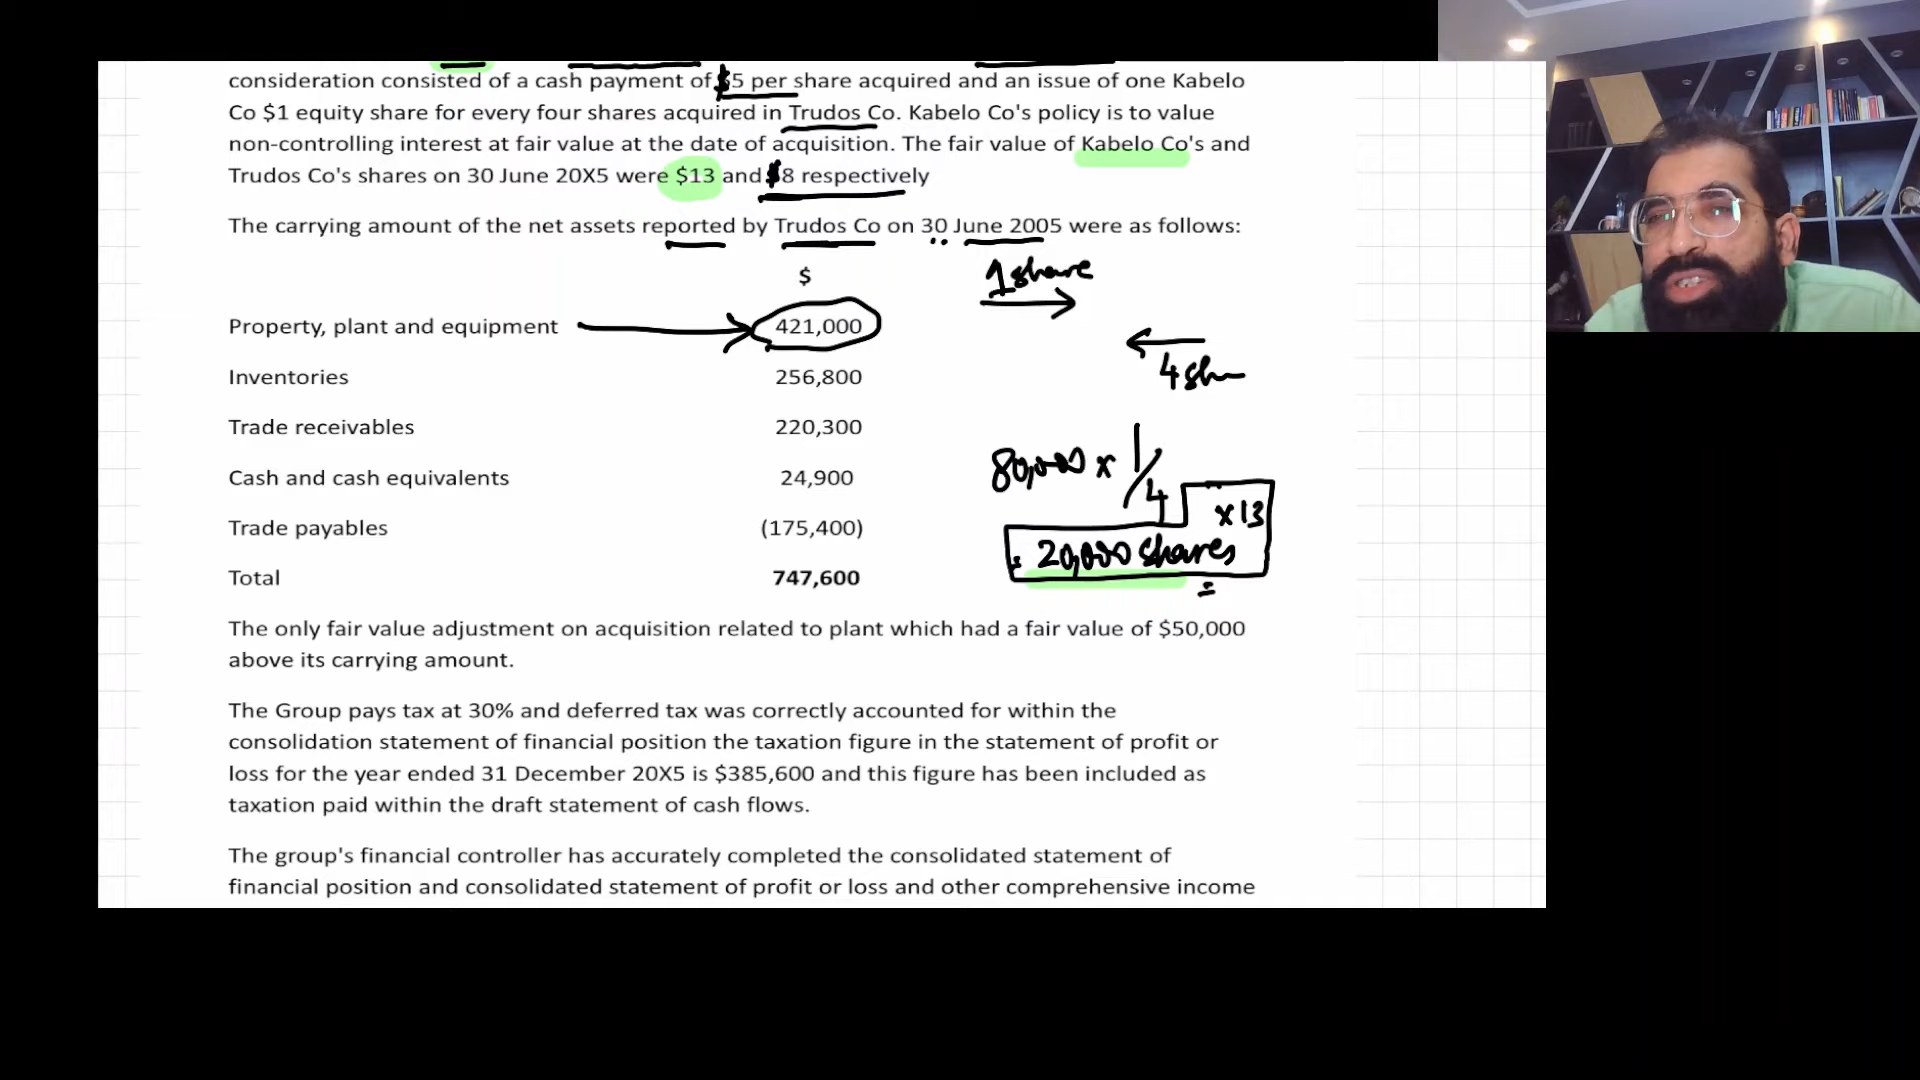 consideration consisted of a cash payment of $5 per share acquired and an issue of one Kabelo
Co $1 equity share for every four shares acquired in Trudos Co. Kabelo Co's policy is to value
non-controlling interest at fair value at the date of acquisition. The fair value of Kabelo Co's and
Trudos Co's shares on 30 June 20X5 were $13 and $8 respectively
The carrying amount of the net assets reported by Trudos Co on 30 June 2005 were as follows:
$
1 share
Property, plant and equipment 421,000
Inventories 256,800
4 sh
Trade receivables 220,300
Cash and cash equivalents 24,900
80,000 x 1/4
x 13
Trade payables (175,400)
= 20,000 shares
Total 747,600
=
The only fair value adjustment on acquisition related to plant which had a fair value of $50,000
above its carrying amount.
The Group pays tax at 30% and deferred tax was correctly accounted for within the
consolidation statement of financial position the taxation figure in the statement of profit or
loss for the year ended 31 December 20X5 is $385,600 and this figure has been included as
taxation paid within the draft statement of cash flows.
The group's financial controller has accurately completed the consolidated statement of
financial position and consolidated statement of profit or loss and other comprehensive income